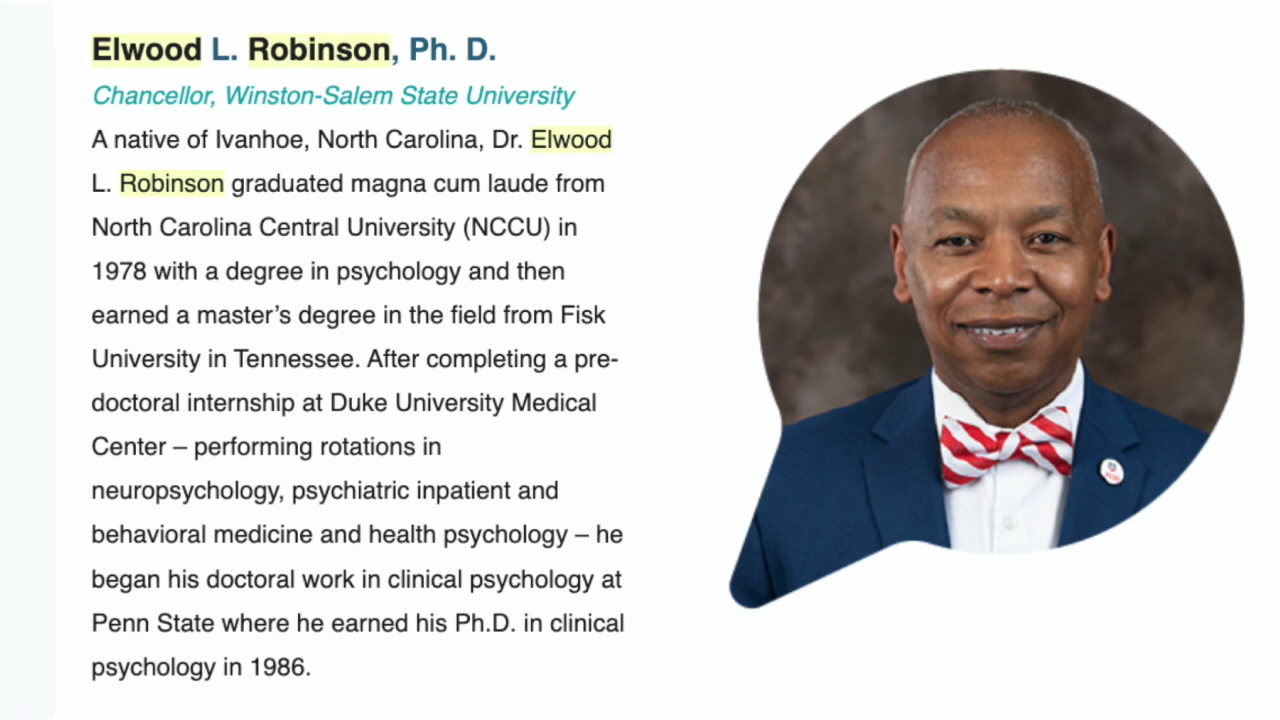 Elwood L. Robinson, Ph. D.
Chancellor, Winston-Salem State University
A native of Ivanhoe, North Carolina, Dr. Elwood
L. Robinson graduated magna cum laude from
North Carolina Central University (NCCU) in
1978 with a degree in psychology and then
earned a master’s degree in the field from Fisk
University in Tennessee. After completing a pre-
doctoral internship at Duke University Medical
Center – performing rotations in
neuropsychology, psychiatric inpatient and
behavioral medicine and health psychology – he
began his doctoral work in clinical psychology at
Penn State where he earned his Ph.D. in clinical
psychology in 1986.